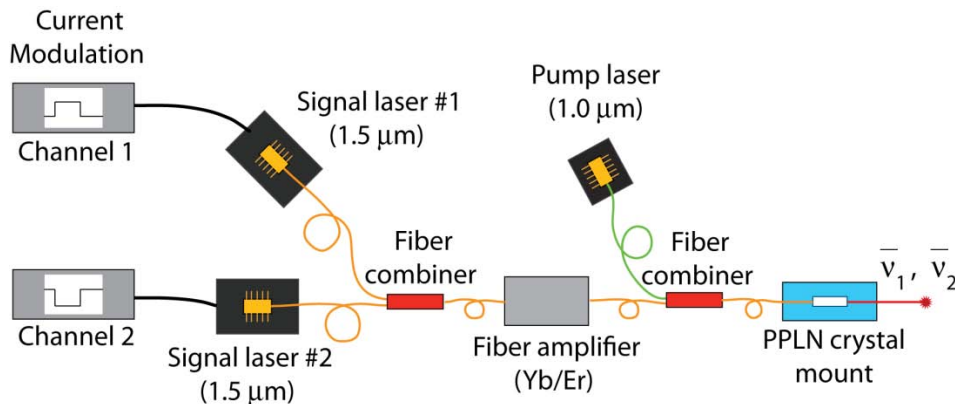 Current
Modulation
Channel 1
Signal laser #1
(1.5 μm)
Pump laser
(1.0 μm)
Channel 2
Signal laser #2
(1.5 μm)
Fiber
combiner
Fiber amplifier
(Yb/Er)
Fiber
combiner
ν̅₁, ν̅₂
PPLN crystal
mount